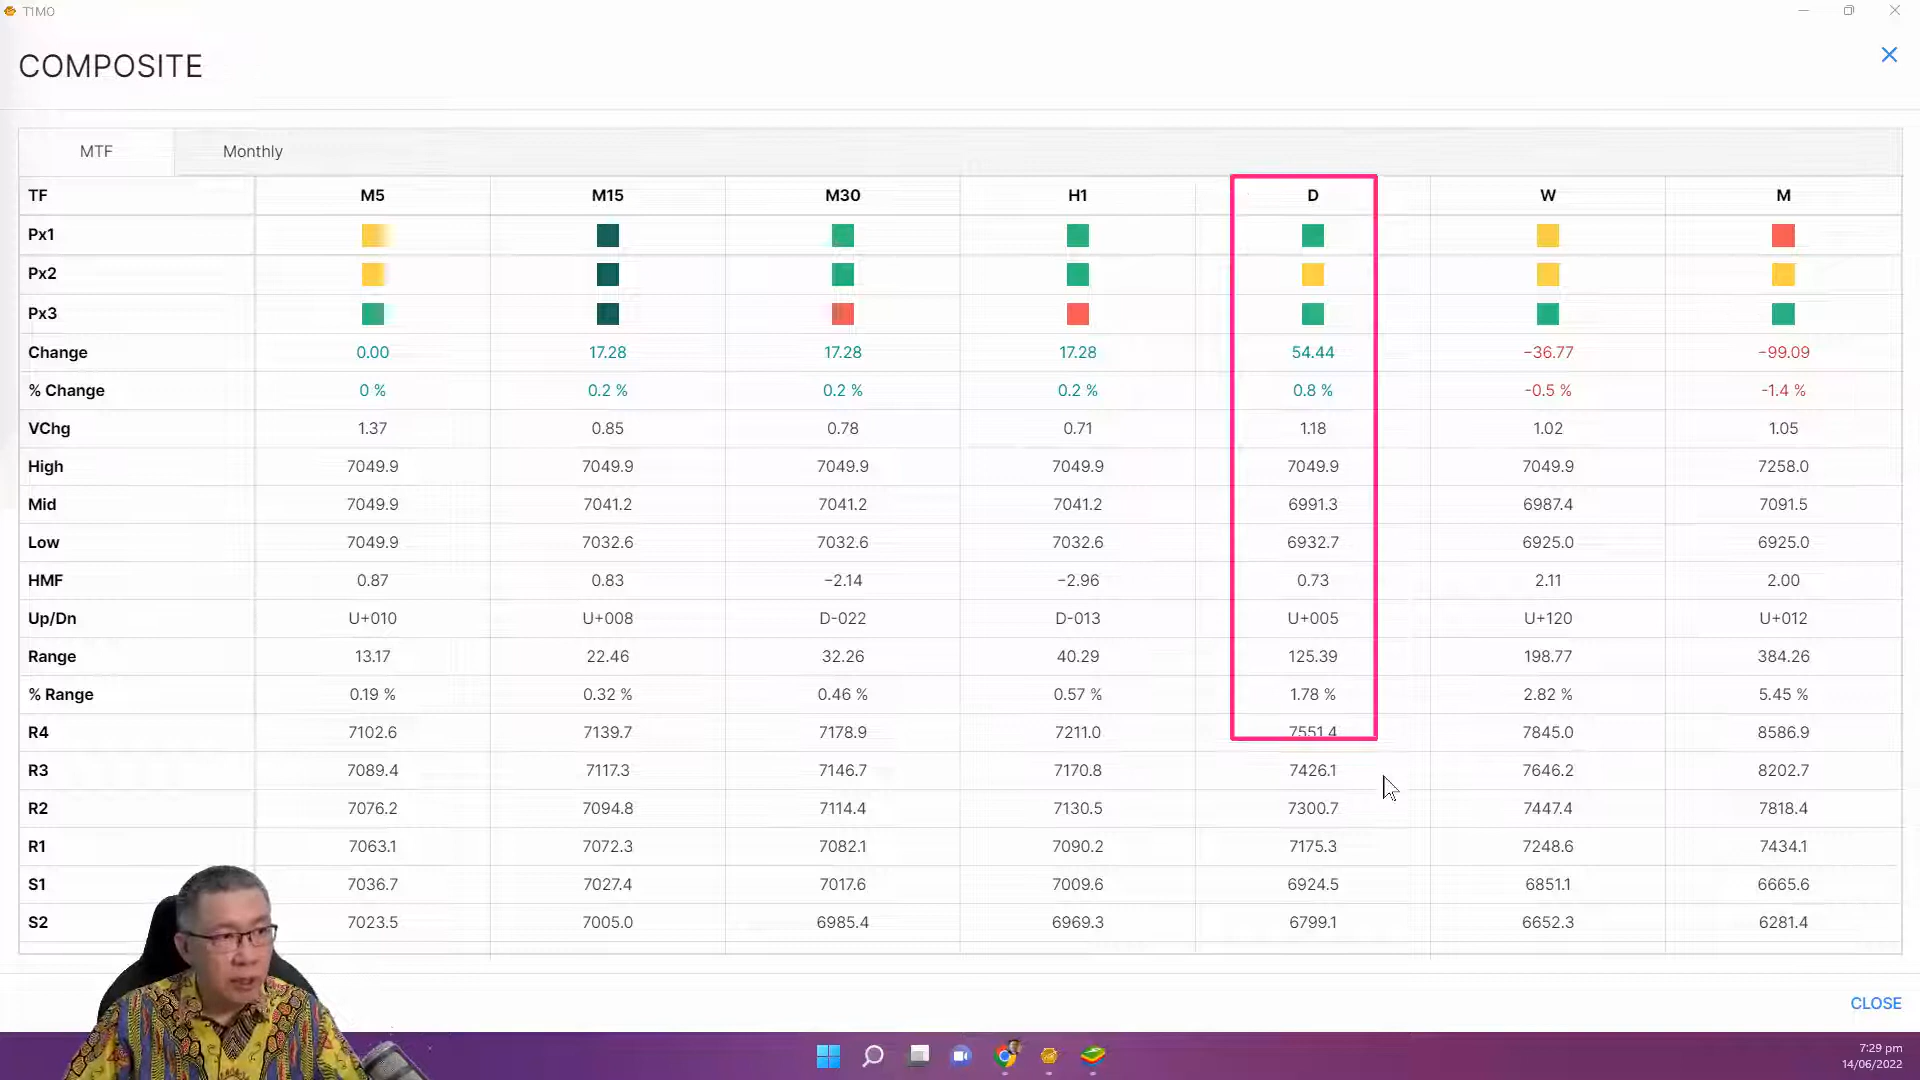 T1MO
COMPOSITE
MTF Monthly
TF M5 M15 M30 H1 D W M
Px1
Px2
Px3
Change 0.00 17.28 17.28 17.28 54.44 −36.77 −99.09
% Change 0 % 0.2 % 0.2 % 0.2 % 0.8 % -0.5 % -1.4 %
VChg 1.37 0.85 0.78 0.71 1.18 1.02 1.05
High 7049.9 7049.9 7049.9 7049.9 7049.9 7049.9 7258.0
Mid 7049.9 7041.2 7041.2 7041.2 6991.3 6987.4 7091.5
Low 7049.9 7032.6 7032.6 7032.6 6932.7 6925.0 6925.0
HMF 0.87 0.83 −2.14 −2.96 0.73 2.11 2.00
Up/Dn U+010 U+008 D-022 D-013 U+005 U+120 U+012
Range 13.17 22.46 32.26 40.29 125.39 198.77 384.26
% Range 0.19 % 0.32 % 0.46 % 0.57 % 1.78 % 2.82 % 5.45 %
R4 7102.6 7139.7 7178.9 7211.0 7551.4 7845.0 8586.9
R3 7089.4 7117.3 7146.7 7170.8 7426.1 7646.2 8202.7
R2 7076.2 7094.8 7114.4 7130.5 7300.7 7447.4 7818.4
R1 7063.1 7072.3 7082.1 7090.2 7175.3 7248.6 7434.1
S1 7036.7 7027.4 7017.6 7009.6 6924.5 6851.1 6665.6
S2 7023.5 7005.0 6985.4 6969.3 6799.1 6652.3 6281.4
CLOSE
7:29 pm
14/06/2022